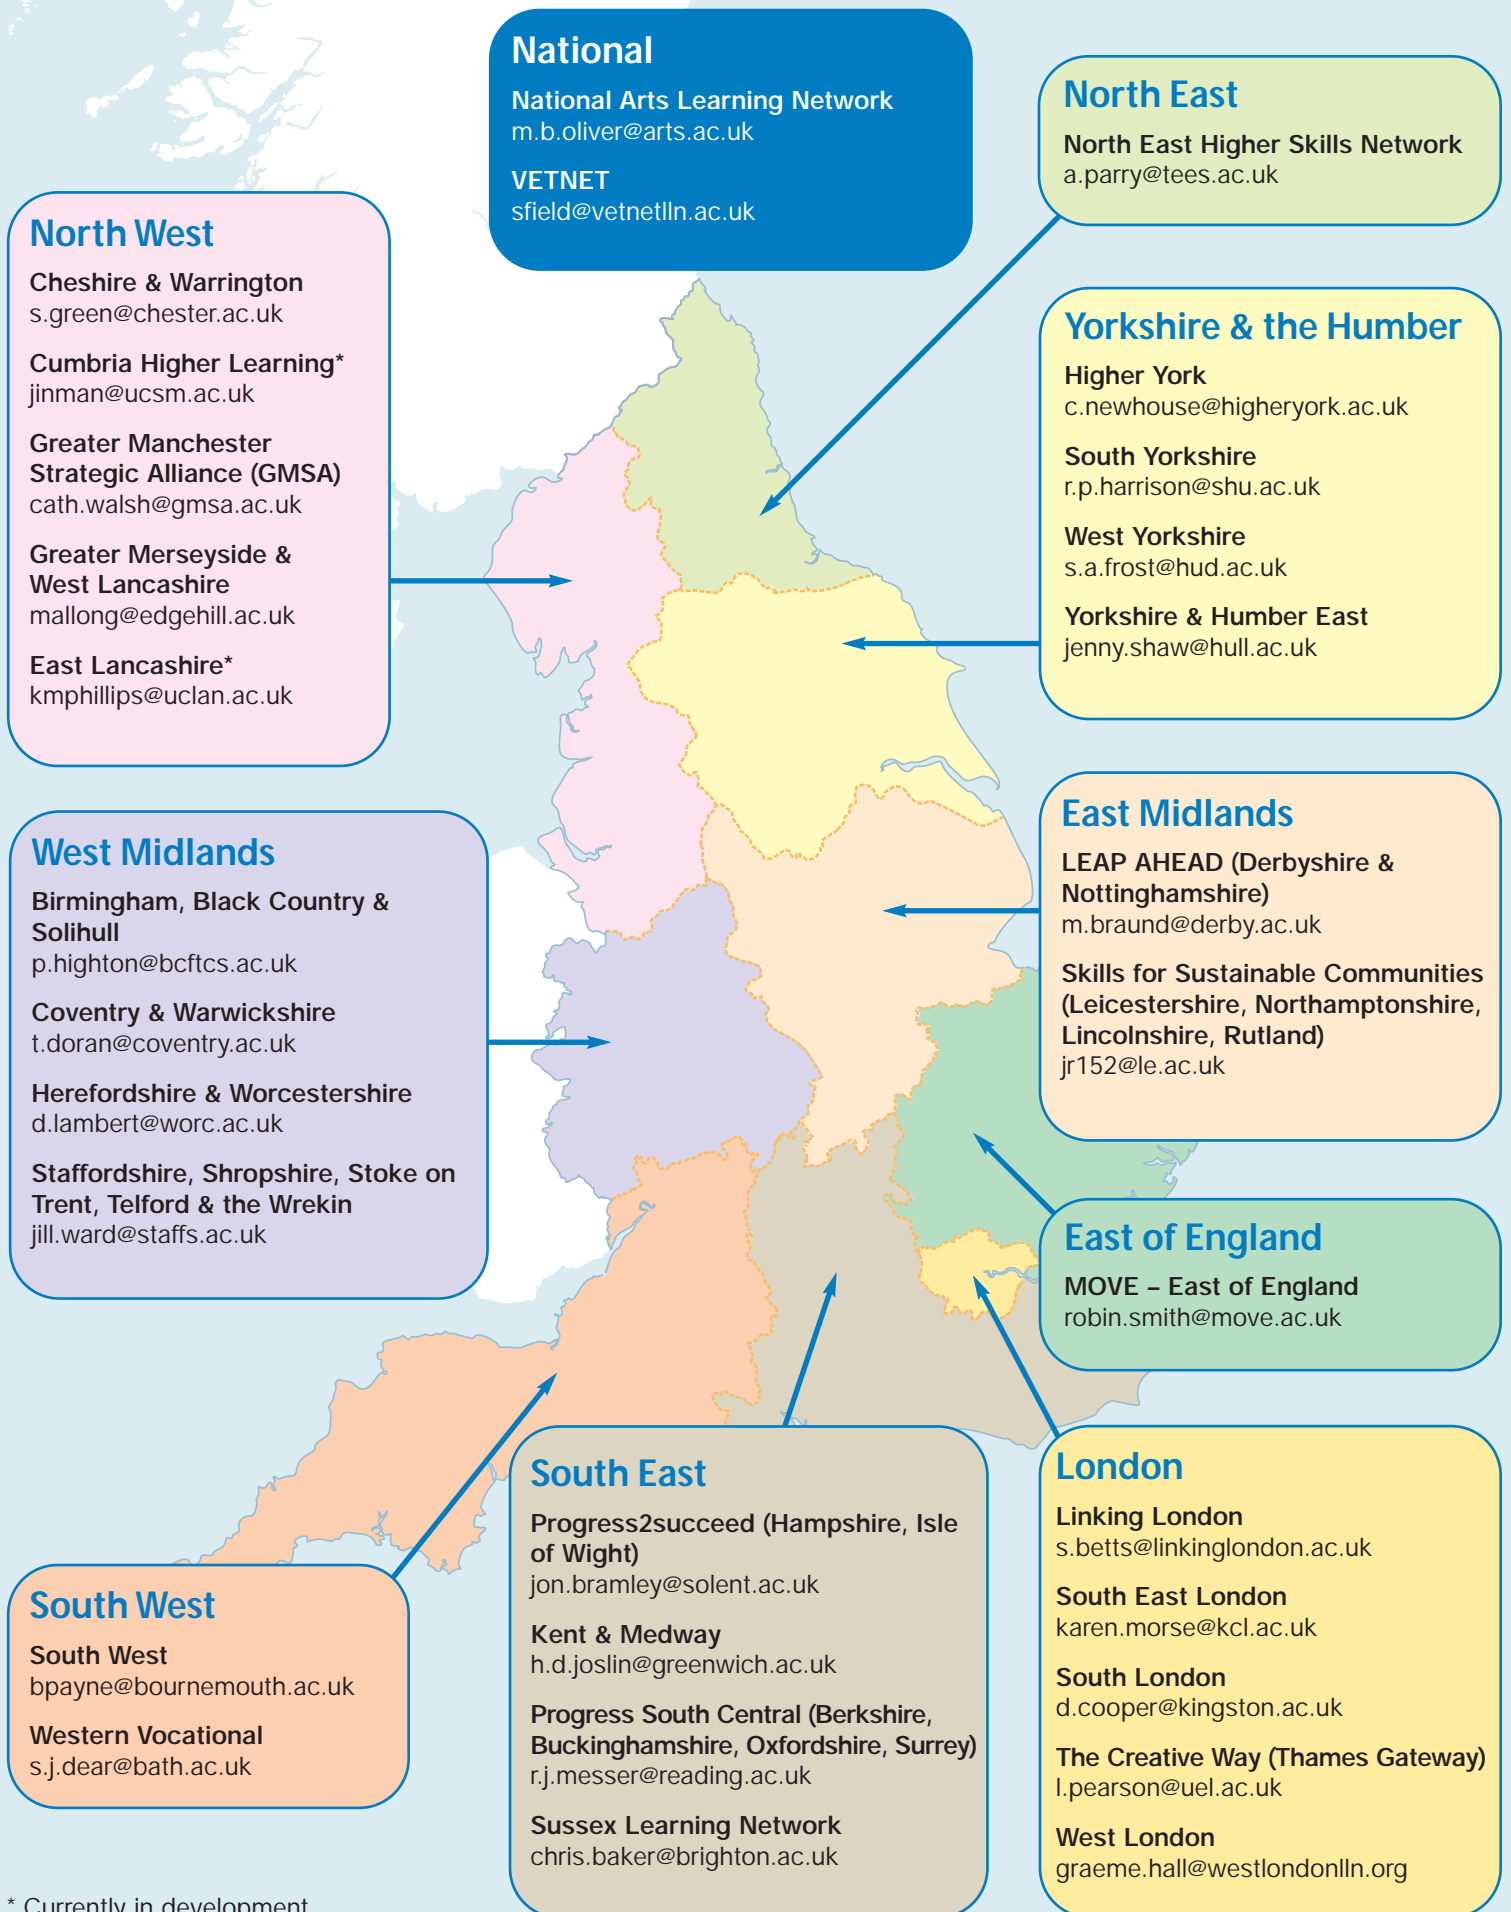 National
National Arts Learning Network
m.b.oliver@arts.ac.uk
VETNET
sfield@vetnetlln.ac.uk
North East
North East Higher Skills Network
a.parry@tees.ac.uk
North West
Cheshire & Warrington
s.green@chester.ac.uk
Cumbria Higher Learning*
jinman@ucsm.ac.uk
Greater Manchester
Strategic Alliance (GMSA)
cath.walsh@gmsa.ac.uk
Greater Merseyside &
West Lancashire
mallong@edgehill.ac.uk
East Lancashire*
kmphillips@uclan.ac.uk
Yorkshire & the Humber
Higher York
c.newhouse@higheryork.ac.uk
South Yorkshire
r.p.harrison@shu.ac.uk
West Yorkshire
s.a.frost@hud.ac.uk
Yorkshire & Humber East
jenny.shaw@hull.ac.uk
West Midlands
Birmingham, Black Country &
Solihull
p.highton@bcftcs.ac.uk
Coventry & Warwickshire
t.doran@coventry.ac.uk
Herefordshire & Worcestershire
d.lambert@worc.ac.uk
Staffordshire, Shropshire, Stoke on
Trent, Telford & the Wrekin
jill.ward@staffs.ac.uk
East Midlands
LEAP AHEAD (Derbyshire &
Nottinghamshire)
m.braund@derby.ac.uk
Skills for Sustainable Communities
(Leicestershire, Northamptonshire,
Lincolnshire, Rutland)
jr152@le.ac.uk
East of England
MOVE – East of England
robin.smith@move.ac.uk
South West
South West
bpayne@bournemouth.ac.uk
Western Vocational
s.j.dear@bath.ac.uk
South East
Progress2succeed (Hampshire, Isle
of Wight)
jon.bramley@solent.ac.uk
Kent & Medway
h.d.joslin@greenwich.ac.uk
Progress South Central (Berkshire,
Buckinghamshire, Oxfordshire, Surrey)
r.j.messer@reading.ac.uk
Sussex Learning Network
chris.baker@brighton.ac.uk
London
Linking London
s.betts@linkinglondon.ac.uk
South East London
karen.morse@kcl.ac.uk
South London
d.cooper@kingston.ac.uk
The Creative Way (Thames Gateway)
l.pearson@uel.ac.uk
West London
graeme.hall@westlondonlln.org
* Currently in development